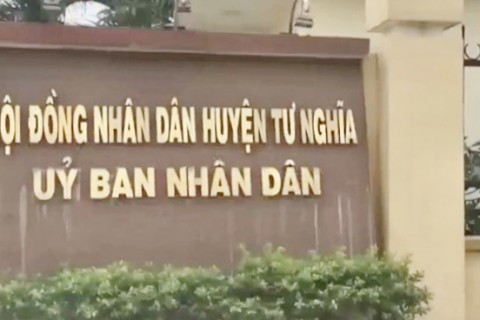 ỘI ĐỒNG NHÂN DÂN HUYỆN TƯ NGHĨA
UỶ BAN NHÂN DÂN